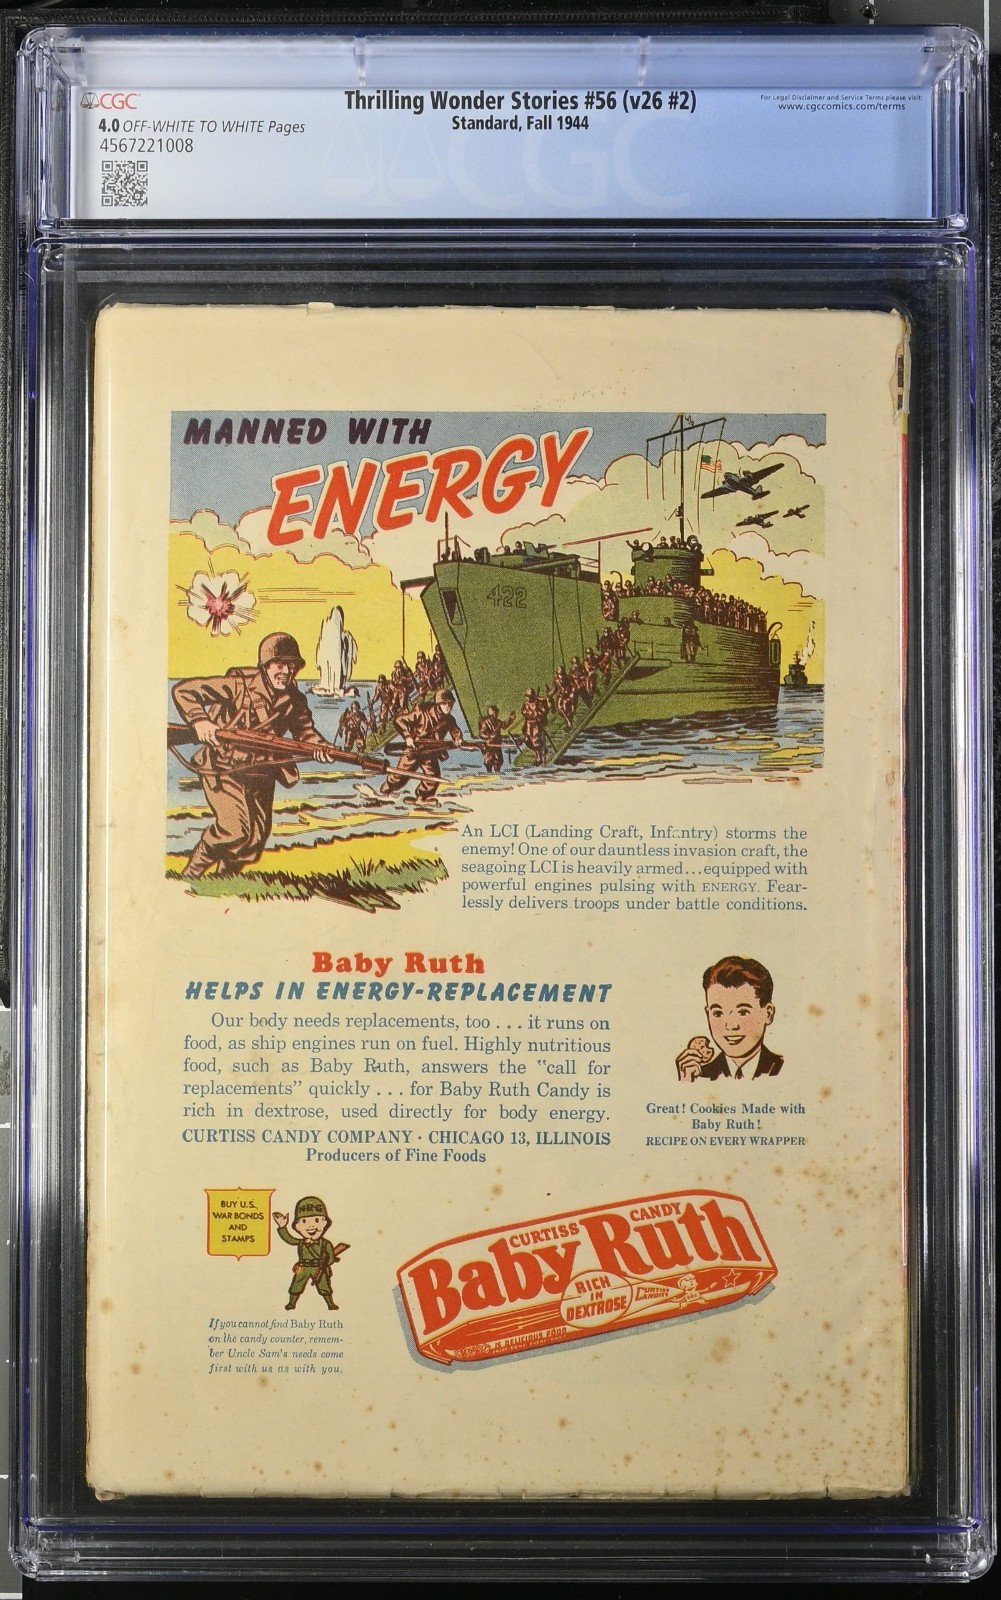 CGC
Thrilling Wonder Stories #56 (v26 #2)
For Legal Disclaimer and Service Terms please visit:
www.cgccomics.com/terms
4.0 OFF-WHITE TO WHITE Pages
Standard, Fall 1944
4567221008
CGC
MANNED WITH
ENERGY
422
An LCI (Landing Craft, Infantry) storms the
enemy! One of our dauntless invasion craft, the
seagoing LCI is heavily armed...equipped with
powerful engines pulsing with ENERGY. Fear-
lessly delivers troops under battle conditions.
Baby Ruth
HELPS IN ENERGY-REPLACEMENT
Our body needs replacements, too . . . it runs on
food, as ship engines run on fuel. Highly nutritious
food, such as Baby Ruth, answers the "call for
replacements" quickly . . . for Baby Ruth Candy is
rich in dextrose, used directly for body energy.
CURTISS CANDY COMPANY · CHICAGO 13, ILLINOIS
Producers of Fine Foods
Great! Cookies Made with
Baby Ruth!
RECIPE ON EVERY WRAPPER
BUY U.S.
WAR BONDS
AND
STAMPS
N-R-G
If you cannot find Baby Ruth
on the candy counter, remem-
ber Uncle Sam's needs come
first with us as with you.
CURTISS CANDY
Baby Ruth
RICH
IN
DEXTROSE
CURTISS
CANDIES
IS DELICIOUS FOOD